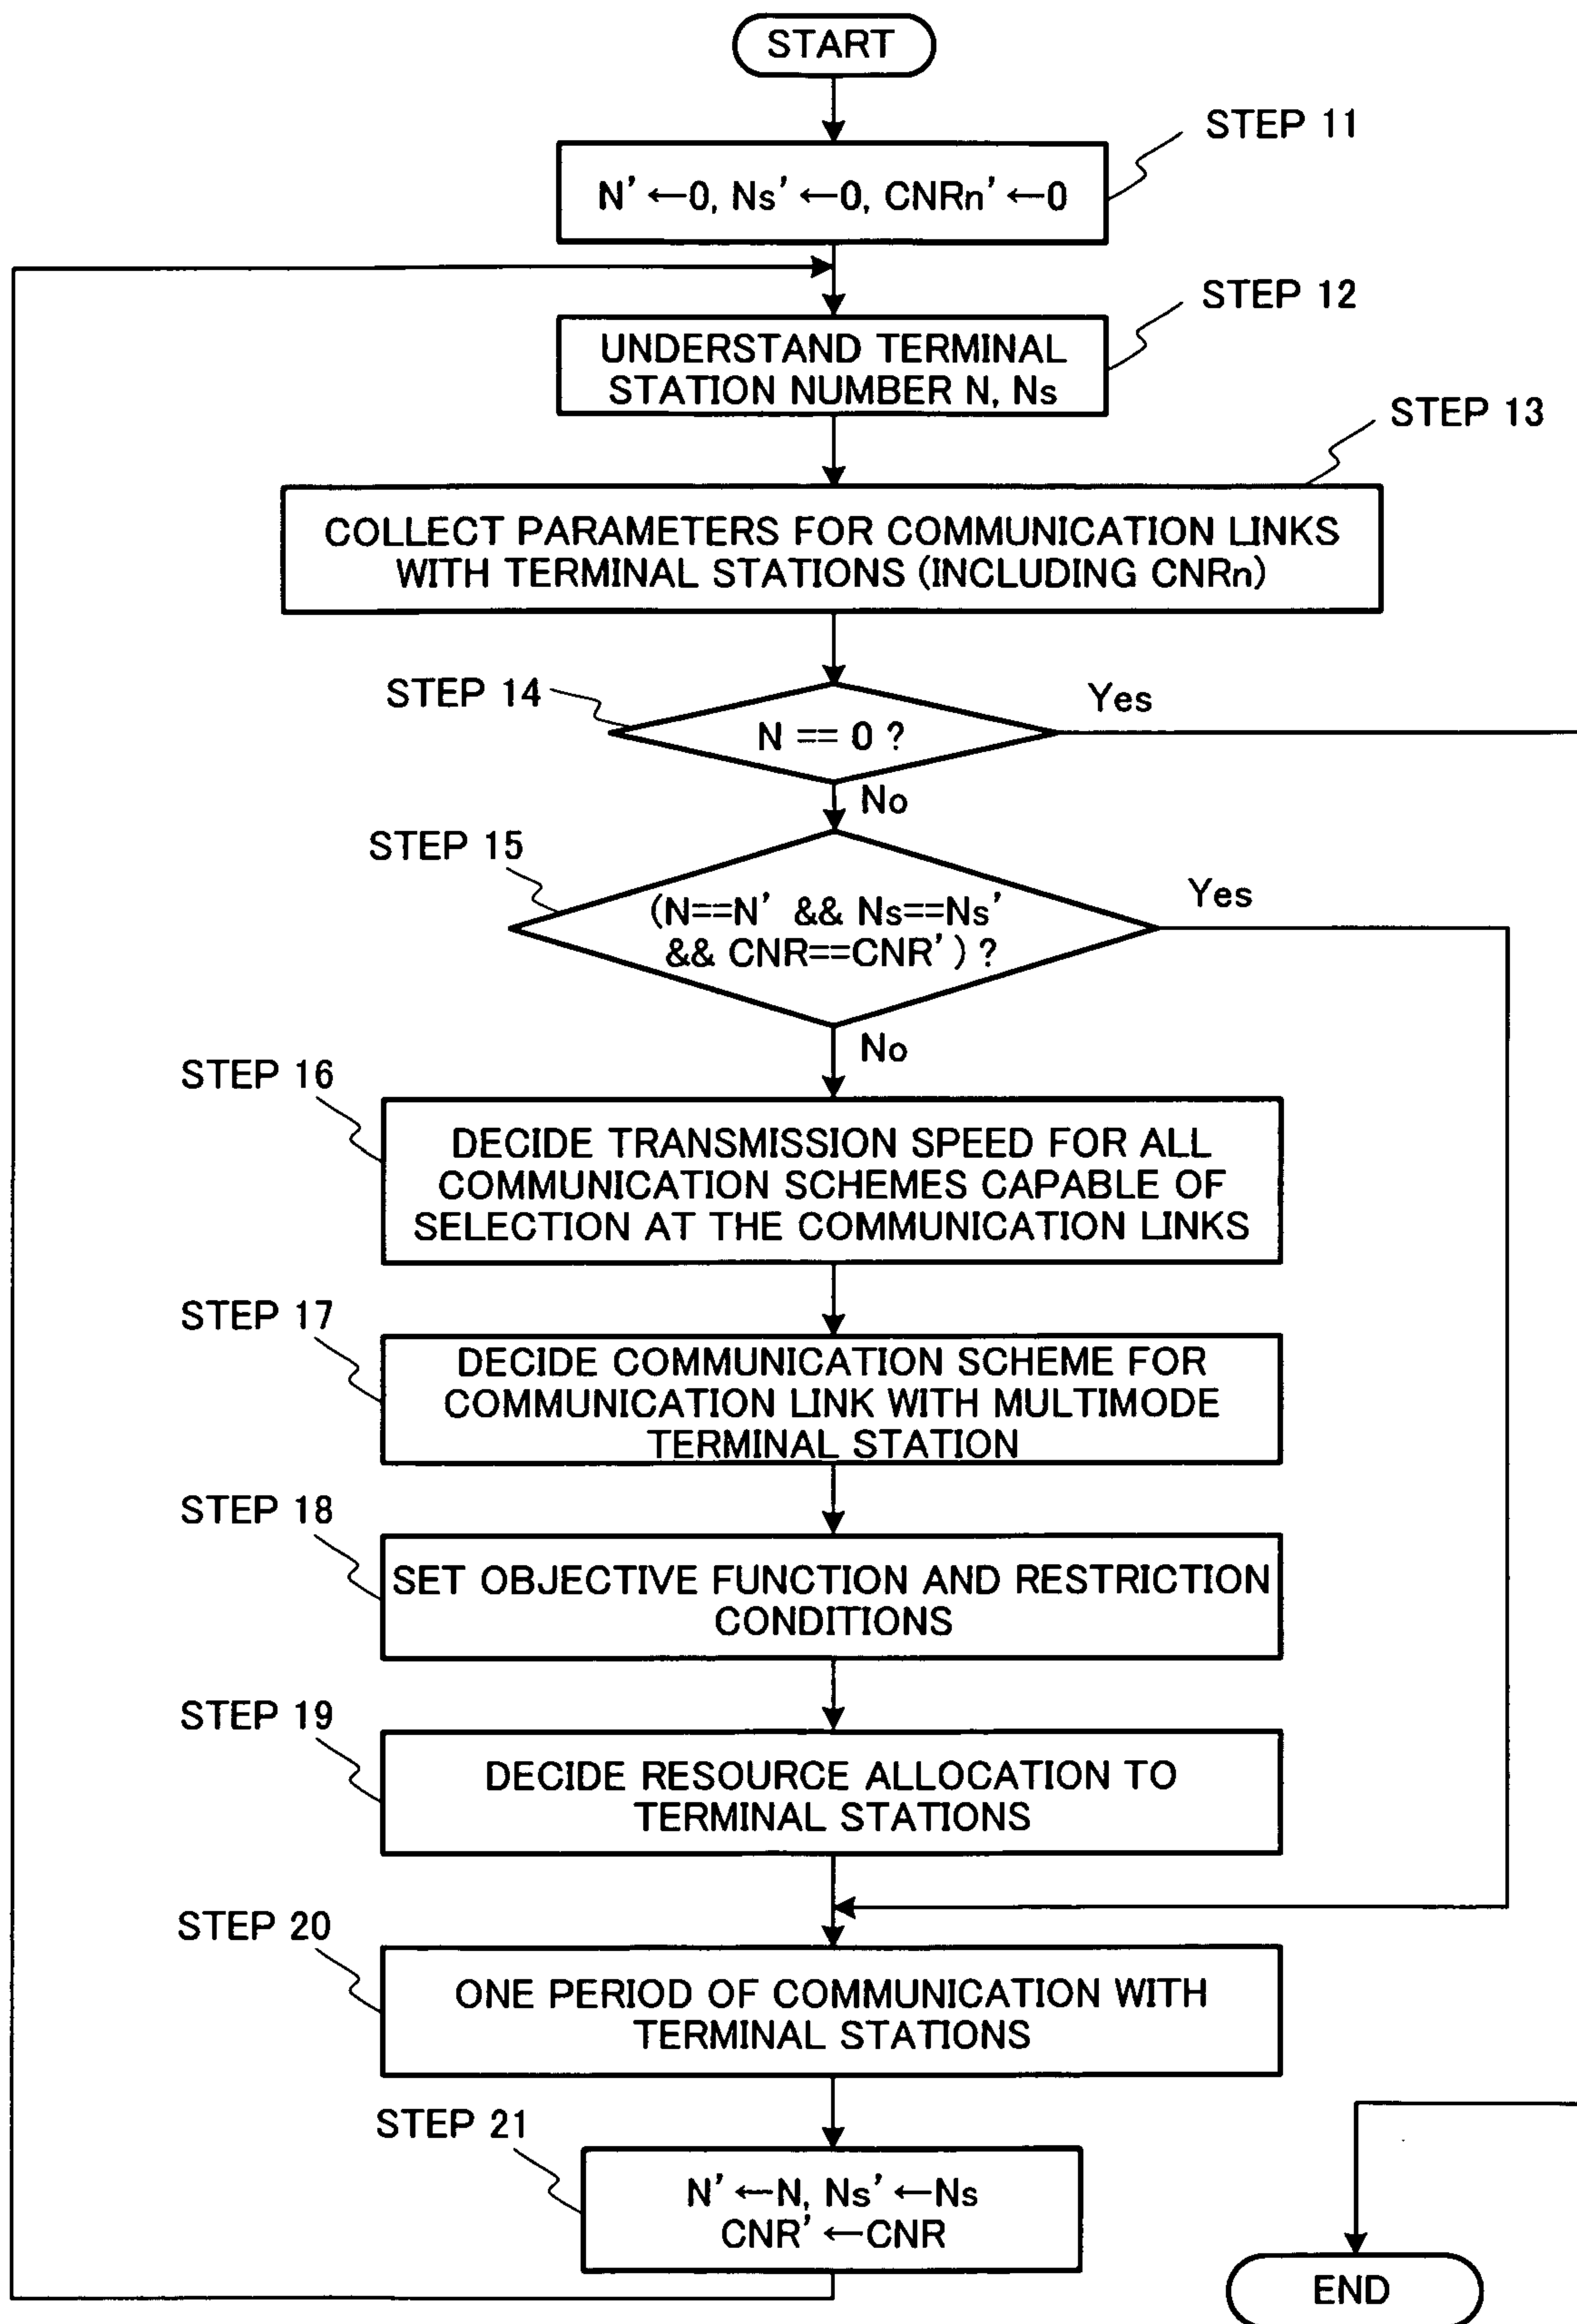 START
STEP 11
N' ←0, Ns' ←0, CNRn' ←0
STEP 12
UNDERSTAND TERMINAL
STATION NUMBER N, Ns
STEP 13
COLLECT PARAMETERS FOR COMMUNICATION LINKS
WITH TERMINAL STATIONS (INCLUDING CNRn)
STEP 14
N == 0 ?
Yes
No
STEP 15
(N==N' && Ns==Ns'
&& CNR==CNR' ) ?
Yes
No
STEP 16
DECIDE TRANSMISSION SPEED FOR ALL
COMMUNICATION SCHEMES CAPABLE OF
SELECTION AT THE COMMUNICATION LINKS
STEP 17
DECIDE COMMUNICATION SCHEME FOR
COMMUNICATION LINK WITH MULTIMODE
TERMINAL STATION
STEP 18
SET OBJECTIVE FUNCTION AND RESTRICTION
CONDITIONS
STEP 19
DECIDE RESOURCE ALLOCATION TO
TERMINAL STATIONS
STEP 20
ONE PERIOD OF COMMUNICATION WITH
TERMINAL STATIONS
STEP 21
N' ←N, Ns' ←Ns
CNR' ←CNR
END